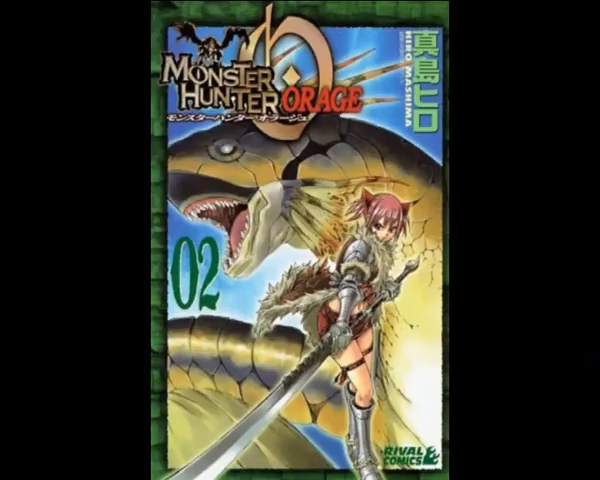 MONSTER
HUNTER ORAGE
モンスターハンター オラージュ
真島ヒロ
HIRO MASHIMA
02
RIVAL
COMICS